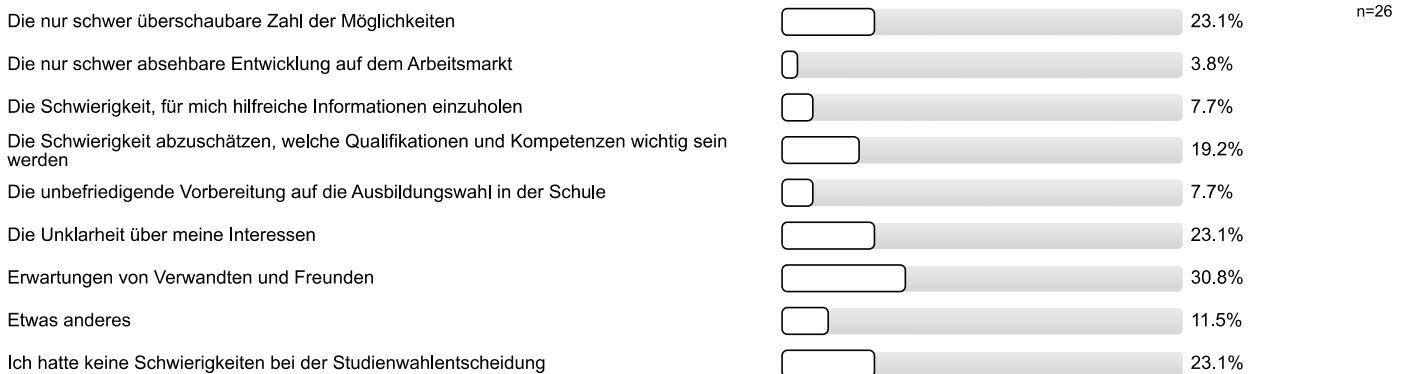 Die nur schwer überschaubare Zahl der Möglichkeiten 23.1% n=26
Die nur schwer absehbare Entwicklung auf dem Arbeitsmarkt 3.8%
Die Schwierigkeit, für mich hilfreiche Informationen einzuholen 7.7%
Die Schwierigkeit abzuschätzen, welche Qualifikationen und Kompetenzen wichtig sein
werden 19.2%
Die unbefriedigende Vorbereitung auf die Ausbildungswahl in der Schule 7.7%
Die Unklarheit über meine Interessen 23.1%
Erwartungen von Verwandten und Freunden 30.8%
Etwas anderes 11.5%
Ich hatte keine Schwierigkeiten bei der Studienwahlentscheidung 23.1%